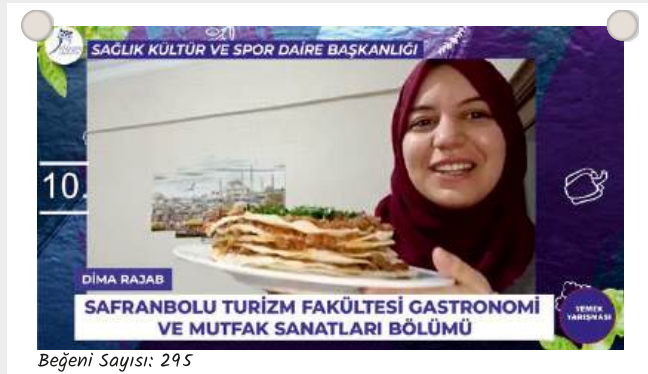 SAĞLIK KÜLTÜR VE SPOR DAİRE BAŞKANLIĞI
10.
DİMA RAJAB
SAFRANBOLU TURİZM FAKÜLTESİ GASTRONOMİ
VE MUTFAK SANATLARI BÖLÜMÜ
YEMEK
YARIŞMASI
Beğeni Sayısı: 295